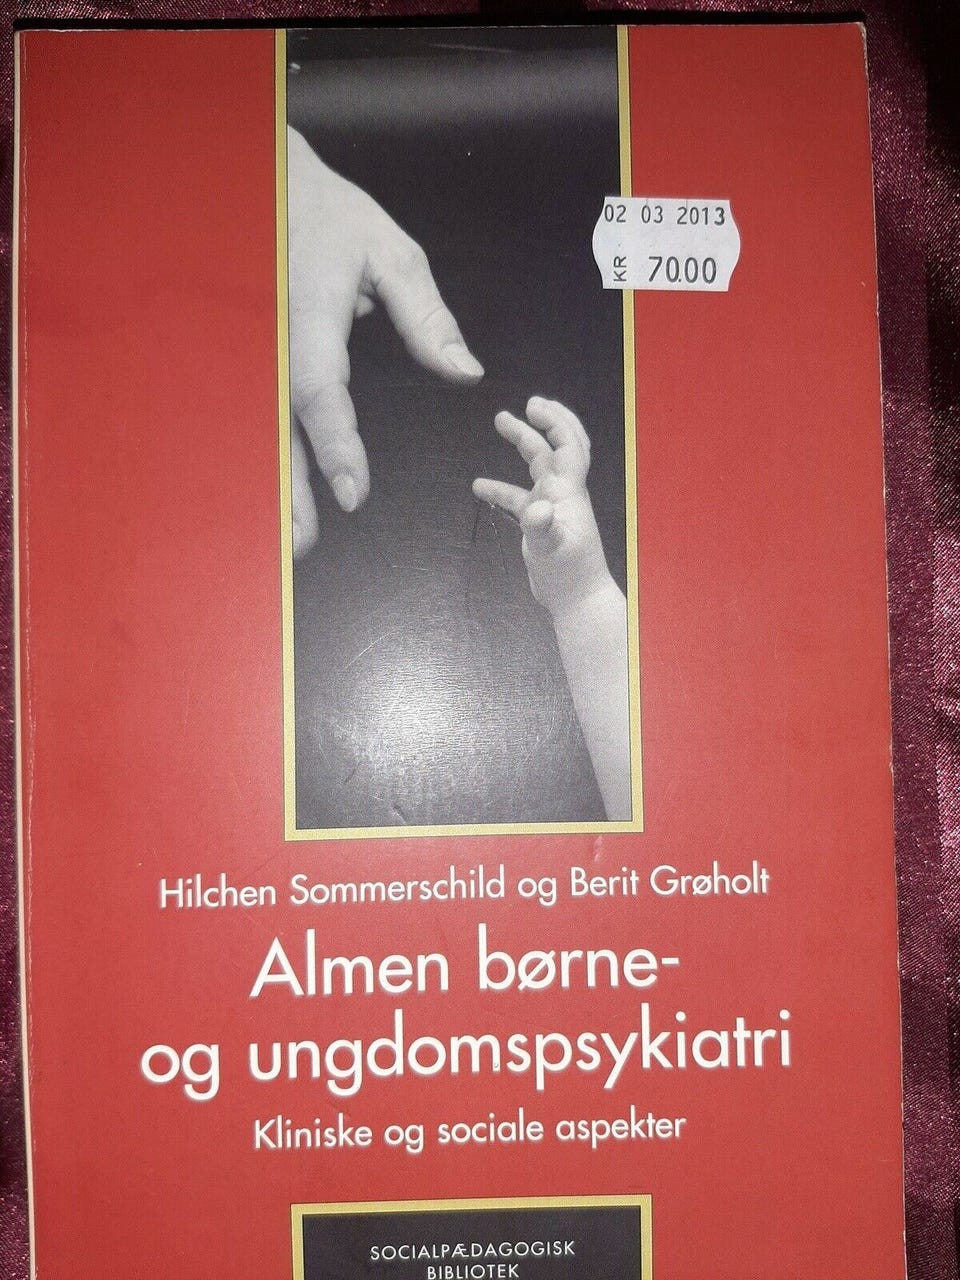 02 03 2013
KR 70.00
Hilchen Sommerschild og Berit Grøholt
Almen børne-
og ungdomspsykiatri
Kliniske og sociale aspekter
SOCIALPÆDAGOGISK
BIBLIOTEK